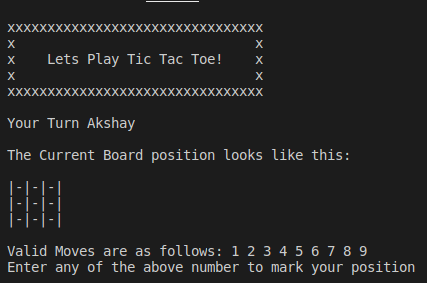 xxxxxxxxxxxxxxxxxxxxxxxxxxxxxxxx
x                              x
x    Lets Play Tic Tac Toe!    x
x                              x
xxxxxxxxxxxxxxxxxxxxxxxxxxxxxxxx
Your Turn Akshay
The Current Board position looks like this:
|-|-|-|
|-|-|-|
|-|-|-|
Valid Moves are as follows: 1 2 3 4 5 6 7 8 9
Enter any of the above number to mark your position